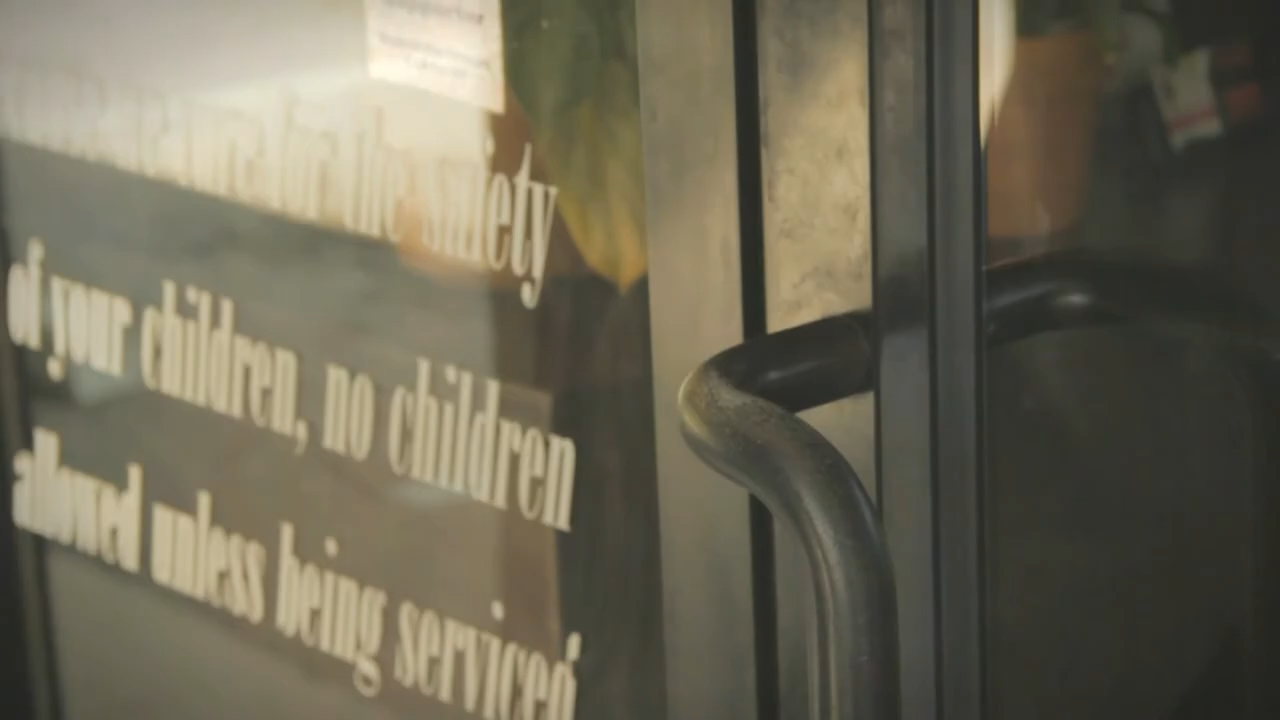 for the safety
of your children, no children
allowed unless being serviced